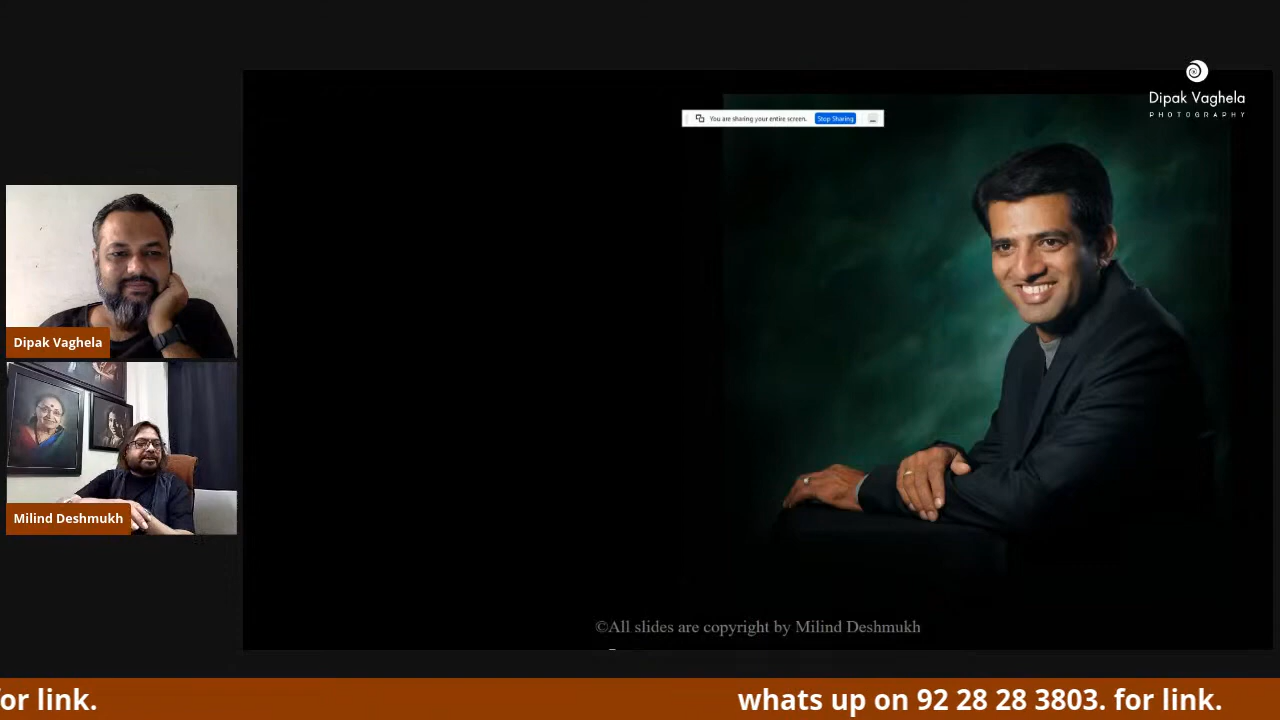 Dipak Vaghela
PHOTOGRAPHY
You are sharing your entire screen.
Stop Sharing
Dipak Vaghela
Milind Deshmukh
©All slides are copyright by Milind Deshmukh
for link.
whats up on 92 28 28 3803. for link.